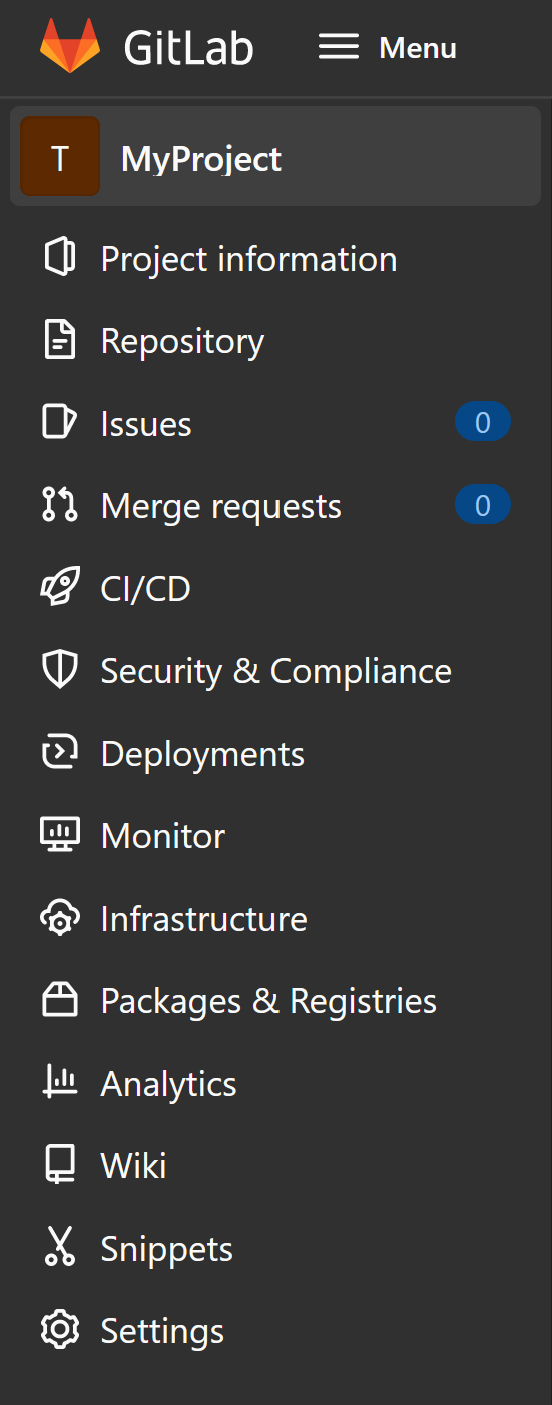 GitLab Menu
T MyProject
Project information
Repository
Issues 0
Merge requests 0
CI/CD
Security & Compliance
Deployments
Monitor
Infrastructure
Packages & Registries
Analytics
Wiki
Snippets
Settings